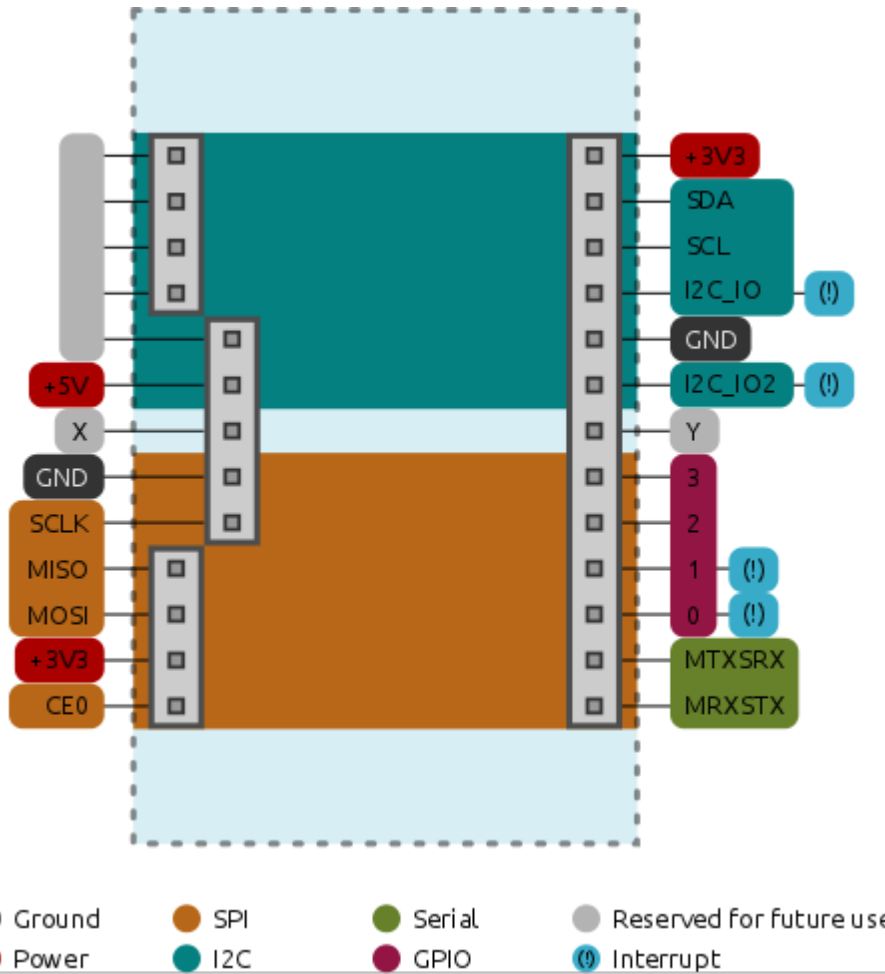 +3V3
SDA
SCL
I2C_IO (!)
GND
+5V I2C_IO2 (!)
X Y
GND 3
SCLK 2
MISO 1 (!)
MOSI 0 (!)
+3V3 MTXSRX
CE0 MRXSTX
Ground SPI Serial Reserved for future use
Power I2C GPIO (!) Interrupt